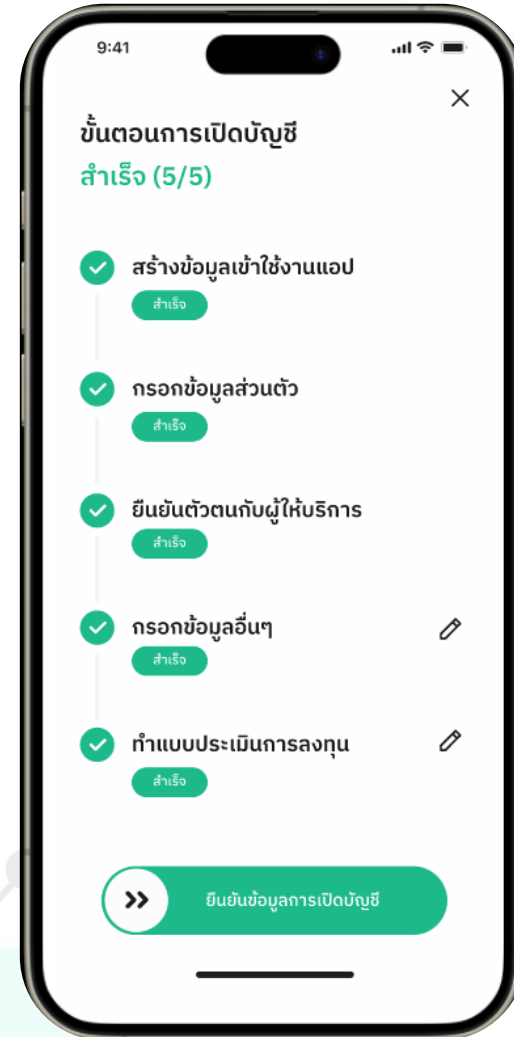 9:41
ขั้นตอนการเปิดบัญชี
สำเร็จ (5/5)
สร้างข้อมูลเข้าใช้งานแอป
สำเร็จ
กรอกข้อมูลส่วนตัว
สำเร็จ
ยืนยันตัวตนกับผู้ให้บริการ
สำเร็จ
กรอกข้อมูลอื่นๆ
สำเร็จ
ทำแบบประเมินการลงทุน
สำเร็จ
ยืนยันข้อมูลการเปิดบัญชี